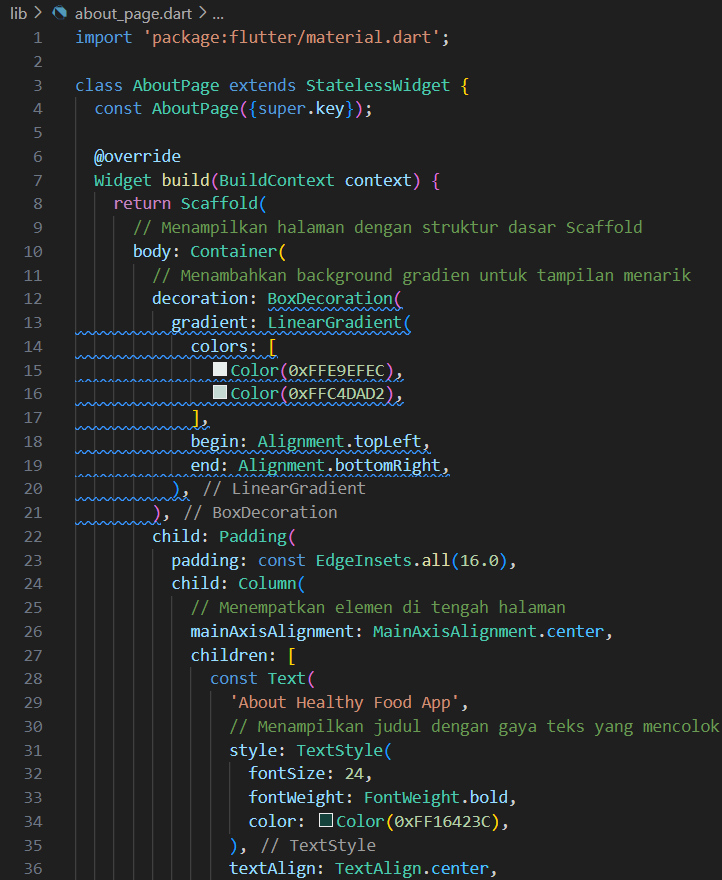 lib > about_page.dart > ...
1 import 'package:flutter/material.dart';
2
3 class AboutPage extends StatelessWidget {
4   const AboutPage({super.key});
5
6   @override
7   Widget build(BuildContext context) {
8     return Scaffold(
9       // Menampilkan halaman dengan struktur dasar Scaffold
10       body: Container(
11         // Menambahkan background gradien untuk tampilan menarik
12         decoration: BoxDecoration(
13           gradient: LinearGradient(
14             colors: [
15               Color(0xFFE9EFEC),
16               Color(0xFFC4DAD2),
17             ],
18             begin: Alignment.topLeft,
19             end: Alignment.bottomRight,
20           ), // LinearGradient
21         ), // BoxDecoration
22         child: Padding(
23           padding: const EdgeInsets.all(16.0),
24           child: Column(
25             // Menempatkan elemen di tengah halaman
26             mainAxisAlignment: MainAxisAlignment.center,
27             children: [
28               const Text(
29                 'About Healthy Food App',
30                 // Menampilkan judul dengan gaya teks yang mencolok
31                 style: TextStyle(
32                   fontSize: 24,
33                   fontWeight: FontWeight.bold,
34                   color: Color(0xFF16423C),
35                 ), // TextStyle
36                 textAlign: TextAlign.center,